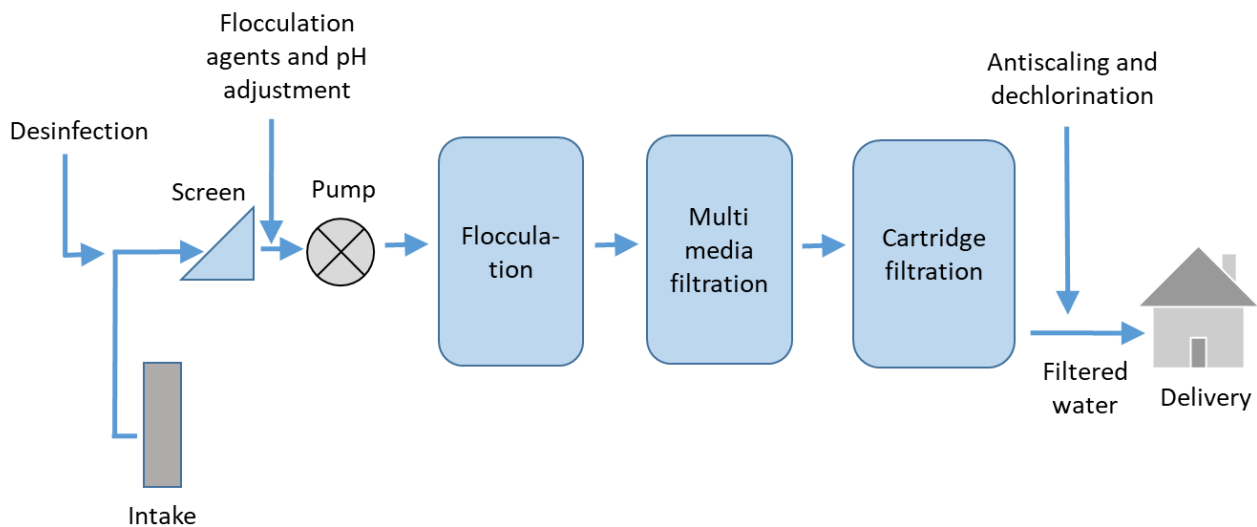 Flocculation
agents and pH
adjustment
Desinfection
Screen
Pump
Floccula-
tion
Multi
media
filtration
Cartridge
filtration
Antiscaling and
dechlorination
Filtered
water
Delivery
Intake